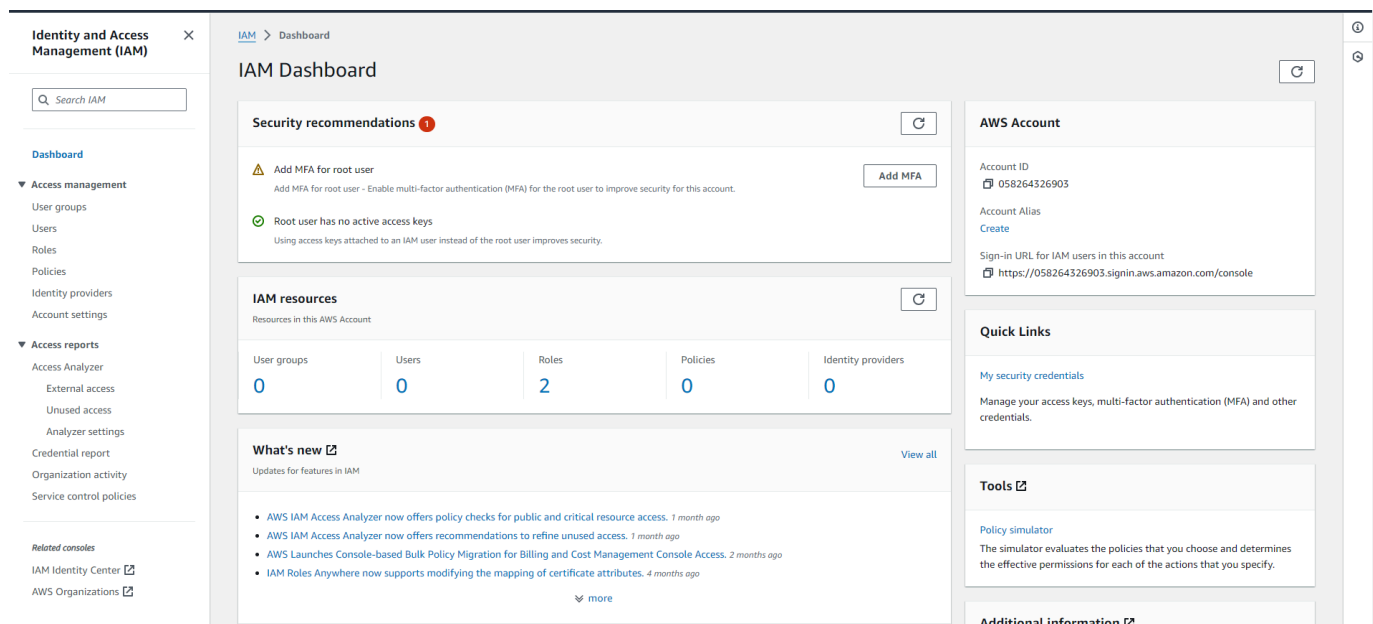 Identity and Access
Management (IAM)
Search IAM
Dashboard
Access management
User groups
Users
Roles
Policies
Identity providers
Account settings
Access reports
Access Analyzer
External access
Unused access
Analyzer settings
Credential report
Organization activity
Service control policies
Related consoles
IAM Identity Center
AWS Organizations
IAM > Dashboard
IAM Dashboard
Security recommendations 1
Add MFA for root user
Add MFA for root user - Enable multi-factor authentication (MFA) for the root user to improve security for this account.
Add MFA
Root user has no active access keys
Using access keys attached to an IAM user instead of the root user improves security.
IAM resources
Resources in this AWS Account
User groups Users Roles Policies Identity providers
0 0 2 0 0
What's new
View all
Updates for features in IAM
AWS IAM Access Analyzer now offers policy checks for public and critical resource access. 1 month ago
AWS IAM Access Analyzer now offers recommendations to refine unused access. 1 month ago
AWS Launches Console-based Bulk Policy Migration for Billing and Cost Management Console Access. 2 months ago
IAM Roles Anywhere now supports modifying the mapping of certificate attributes. 4 months ago
more
AWS Account
Account ID
058264326903
Account Alias
Create
Sign-in URL for IAM users in this account
https://058264326903.signin.aws.amazon.com/console
Quick Links
My security credentials
Manage your access keys, multi-factor authentication (MFA) and other
credentials.
Tools
Policy simulator
The simulator evaluates the policies that you choose and determines
the effective permissions for each of the actions that you specify.
Additional information